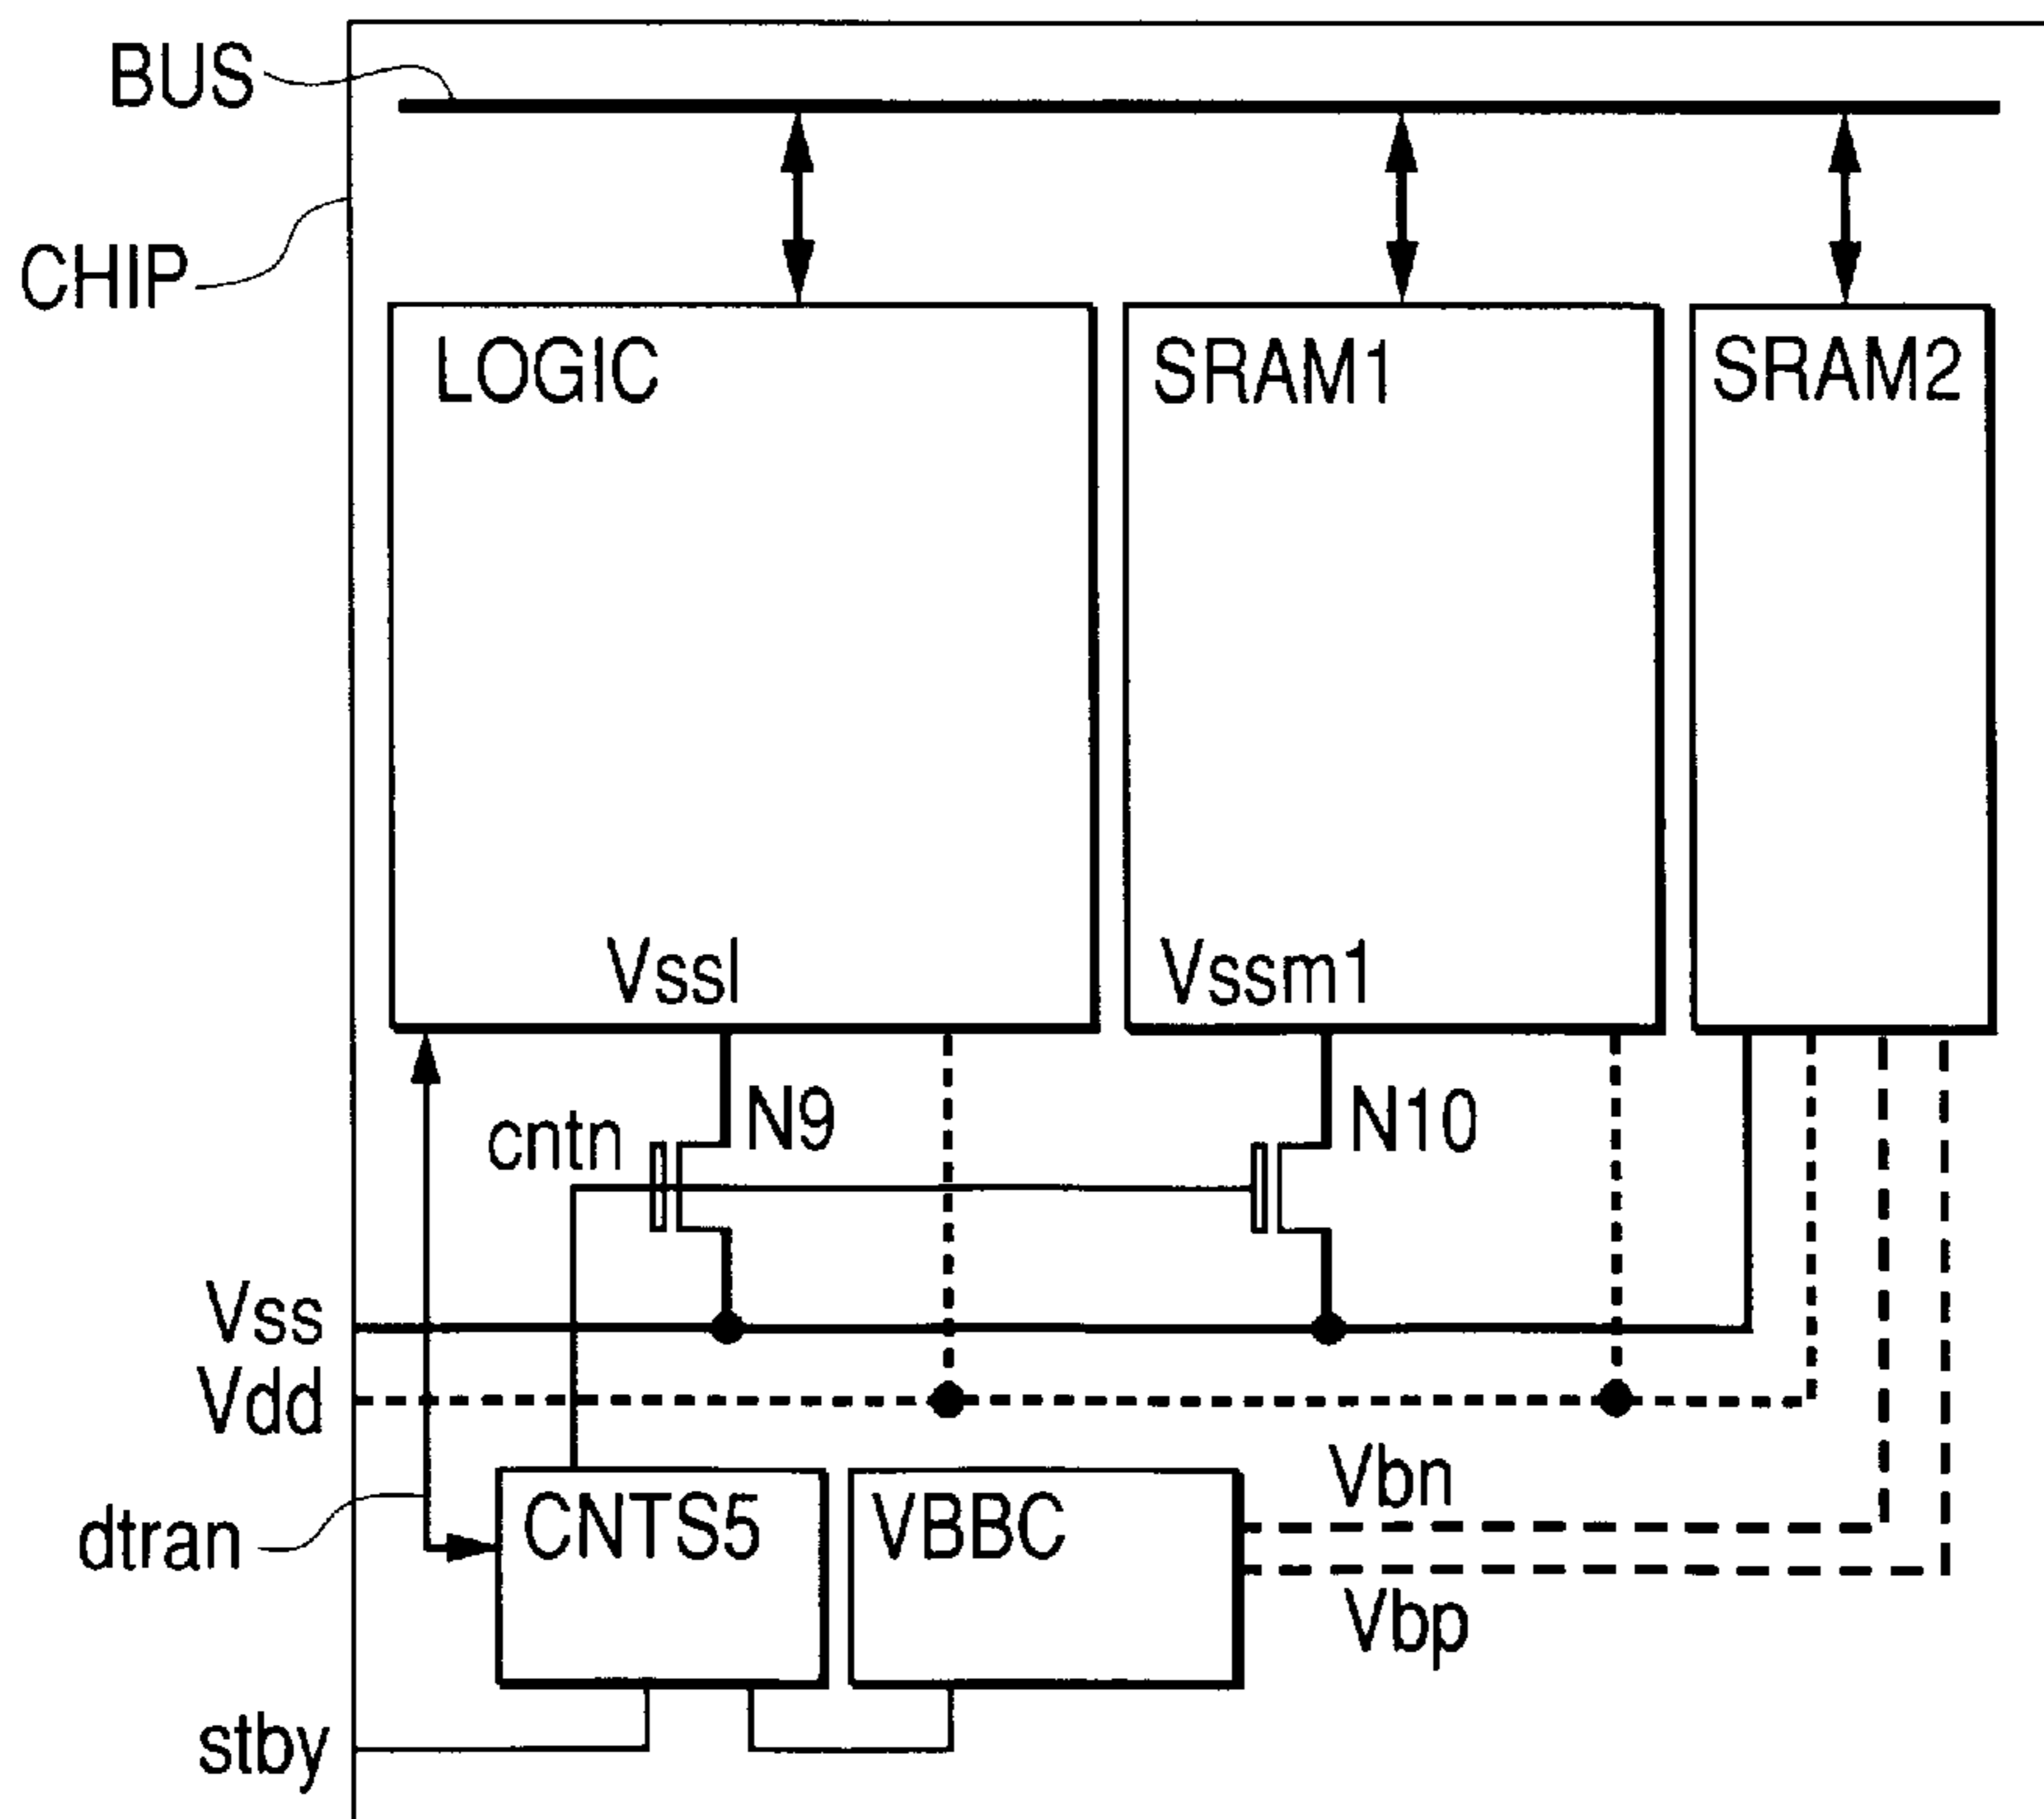 BUS
CHIP
LOGIC
SRAM1
SRAM2
Vssl
Vssm1
cntn
N9
N10
Vss
Vdd
CNTS5
VBBC
Vbn
Vbp
dtran
stby